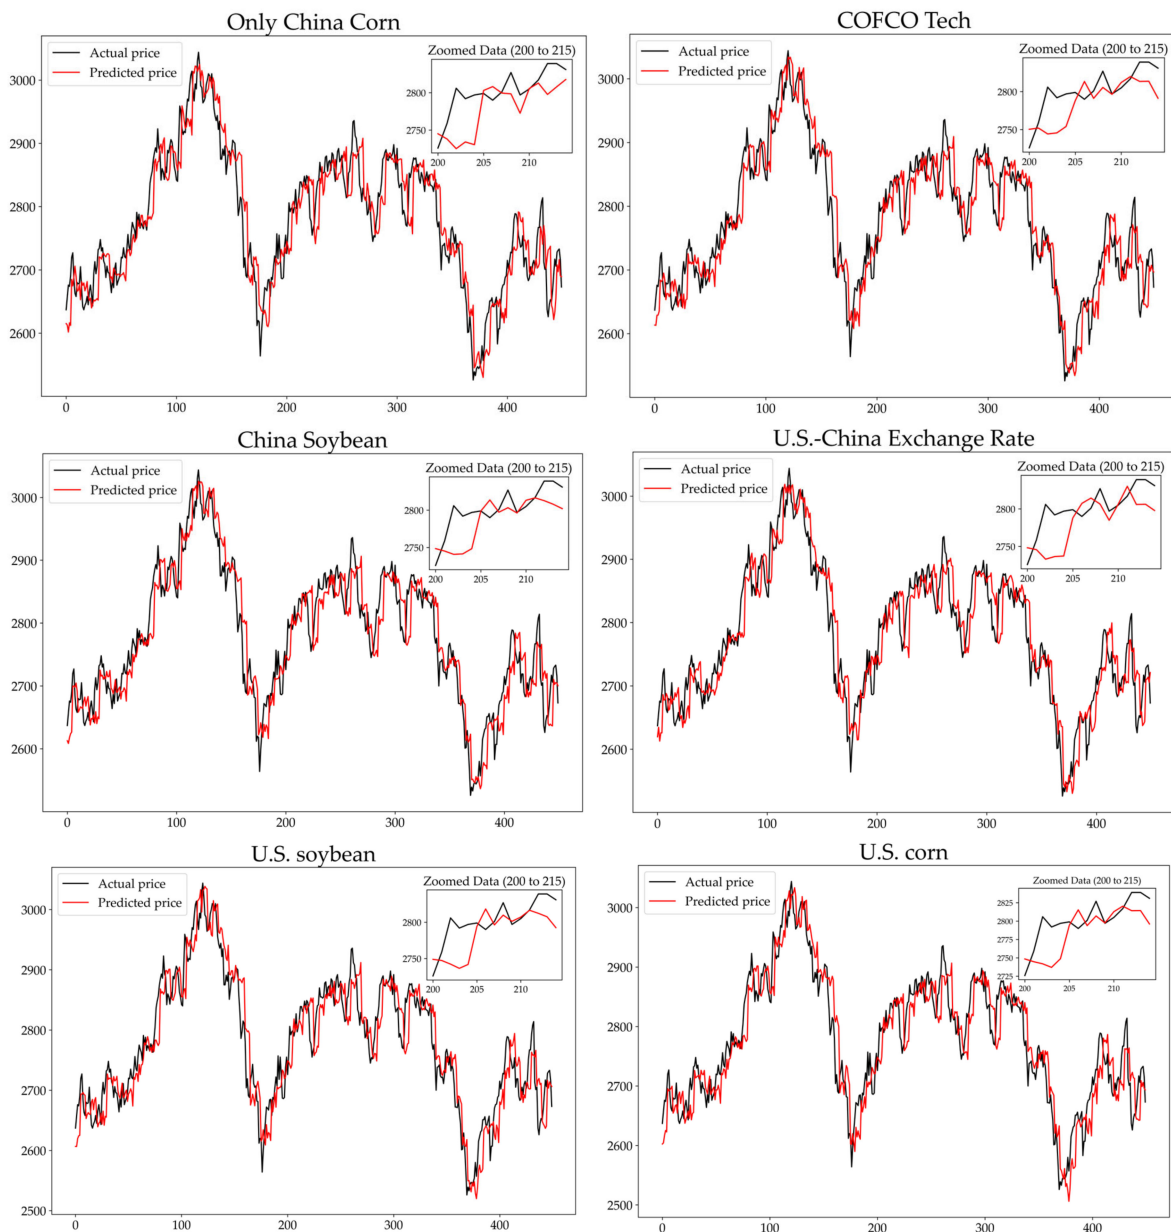 Only China Corn
Actual price
Predicted price
Zoomed Data (200 to 215)
2800
2750
200 205 210
3000
2900
2800
2700
2600
0 100 200 300 400
COFCO Tech
Actual price
Predicted price
Zoomed Data (200 to 215)
2800
2750
200 205 210
3000
2900
2800
2700
2600
0 100 200 300 400
China Soybean
Actual price
Predicted price
Zoomed Data (200 to 215)
2800
2750
200 205 210
3000
2900
2800
2700
2600
0 100 200 300 400
U.S.-China Exchange Rate
Actual price
Predicted price
Zoomed Data (200 to 215)
2800
2750
200 205 210
3000
2900
2800
2700
2600
0 100 200 300 400
U.S. soybean
Actual price
Predicted price
Zoomed Data (200 to 215)
2800
2750
200 205 210
3000
2900
2800
2700
2600
2500
0 100 200 300 400
U.S. corn
Actual price
Predicted price
Zoomed Data (200 to 215)
2825
2800
2775
2750
2725
200 205 210
3000
2900
2800
2700
2600
2500
0 100 200 300 400